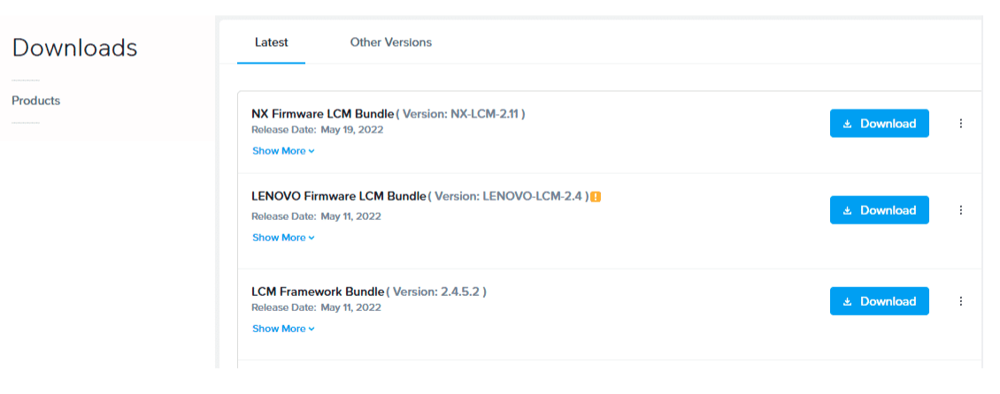 Downloads
Products
Latest
Other Versions
NX Firmware LCM Bundle ( Version: NX-LCM-2.11 )
Release Date: May 19, 2022
Show More
Download
LENOVO Firmware LCM Bundle ( Version: LENOVO-LCM-2.4 )
Release Date: May 11, 2022
Show More
Download
LCM Framework Bundle ( Version: 2.4.5.2 )
Release Date: May 11, 2022
Show More
Download